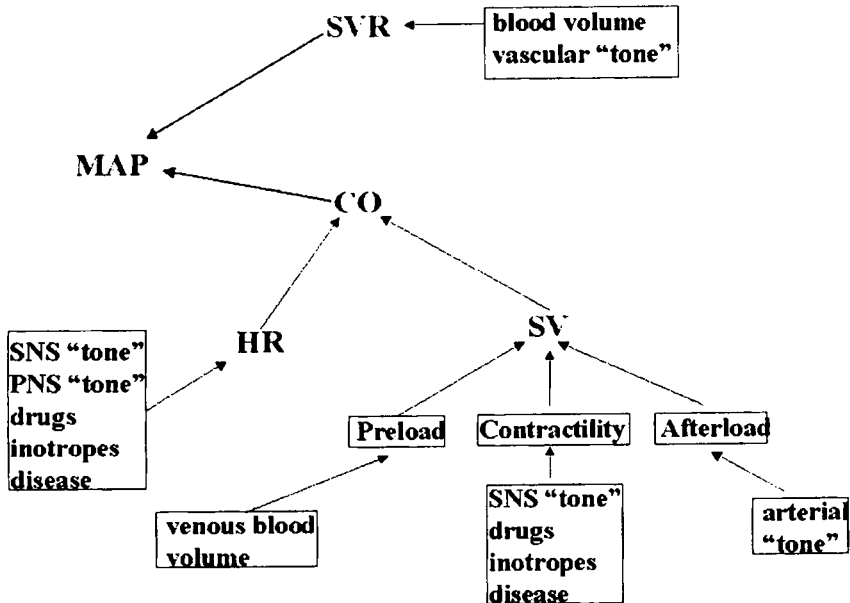 SVR
blood volume
vascular “tone”
MAP
CO
HR
SV
SNS “tone”
PNS “tone”
drugs
inotropes
disease
Preload
Contractility
Afterload
venous blood
volume
SNS “tone”
drugs
inotropes
disease
arterial
“tone”